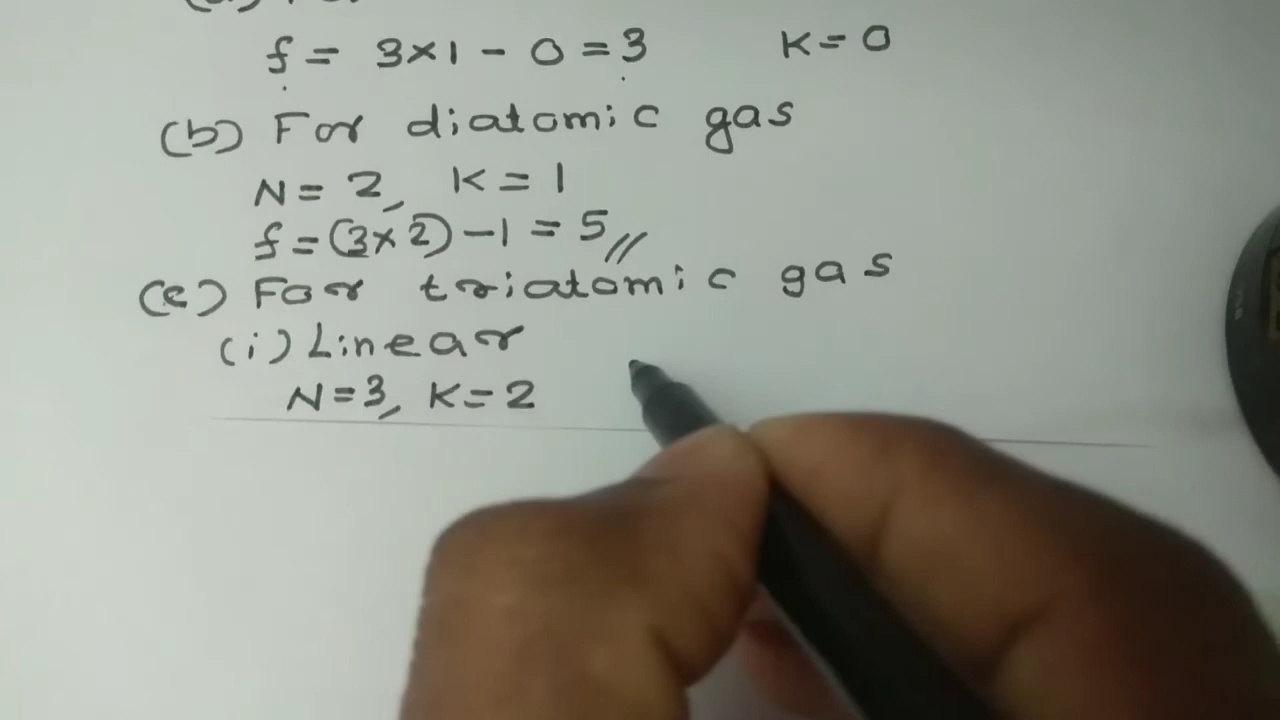 f = 3×1 - 0 = 3 K = 0
(b) For diatomic gas
N = 2, K = 1
f = (3×2) - 1 = 5 //
(c) For triatomic gas
(i) Linear
N = 3, K = 2